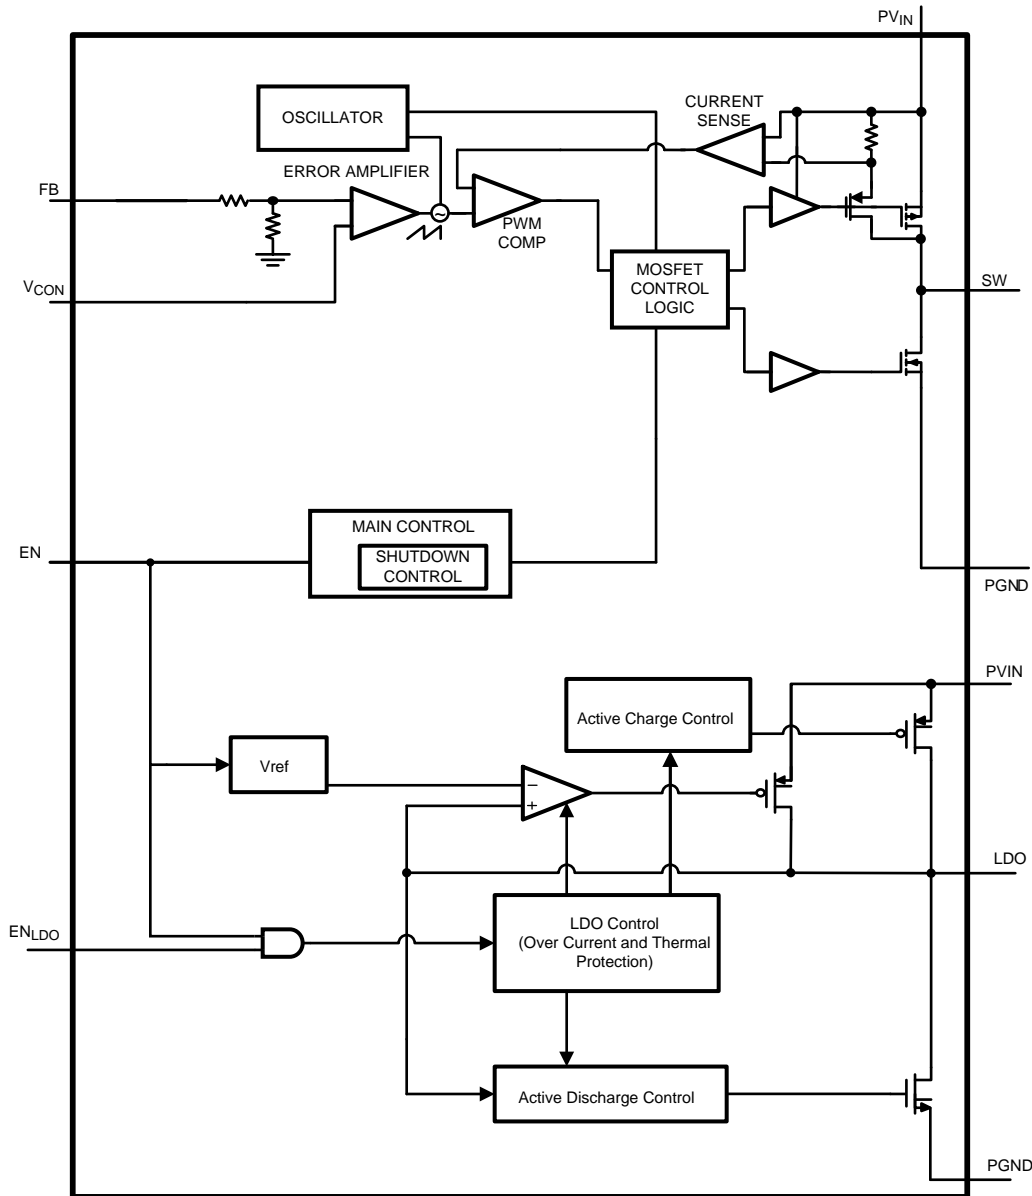 PVIN
OSCILLATOR
CURRENT
SENSE
ERROR AMPLIFIER
FB
~
PWM
COMP
VCON
MOSFET
CONTROL
LOGIC
SW
MAIN CONTROL
SHUTDOWN
CONTROL
EN
PGND
PVIN
Active Charge Control
Vref
−
+
LDO
ENLDO
LDO Control
(Over Current and Thermal
Protection)
Active Discharge Control
PGND